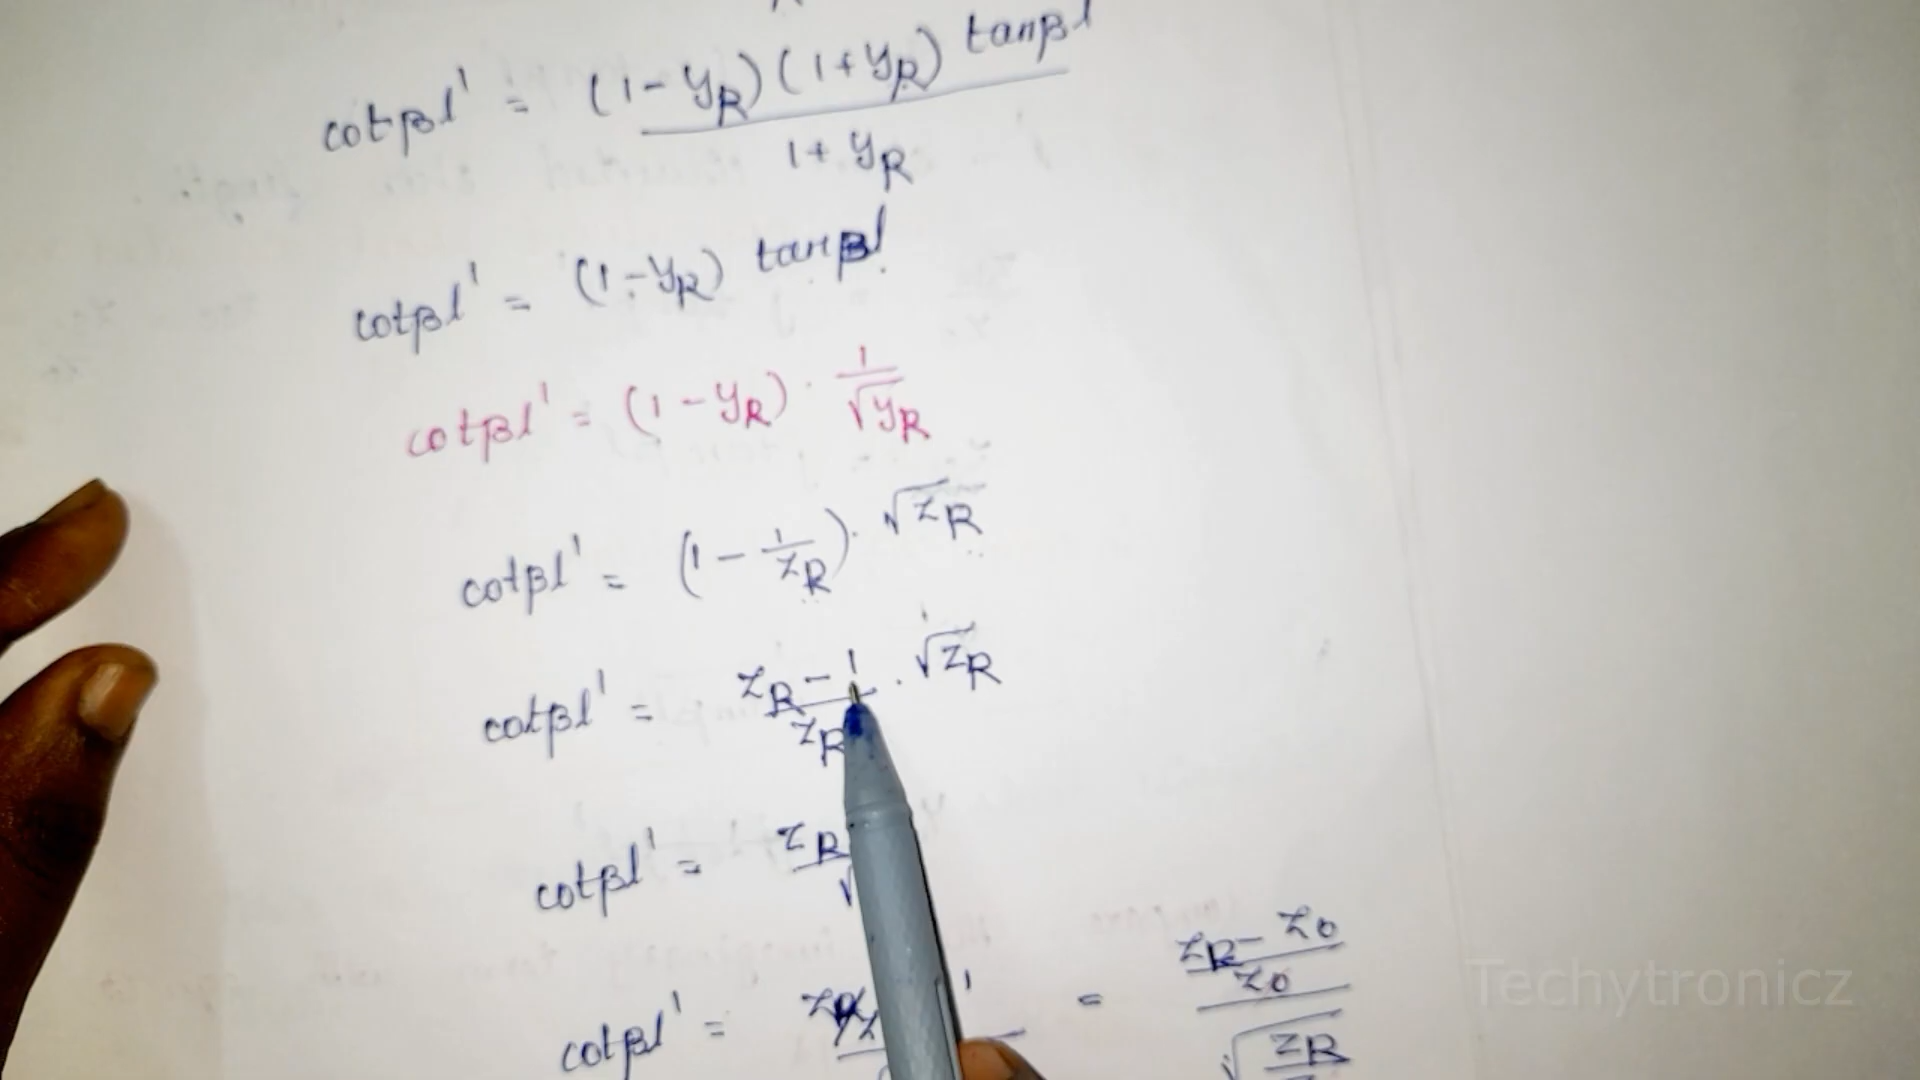 cotβl' = (1-yR)(1+yR) tanβl
1+yR
cotβl' = (1-yR) tanβl
cotβl' = (1-yR) · 1/√yR
cotβl' = (1 - 1/zR) · √zR
cotβl' = zR-1/zR · √zR
cotβl' = zR/√
cotβl' = = zR-z0/z0
√zR
Techytronicz